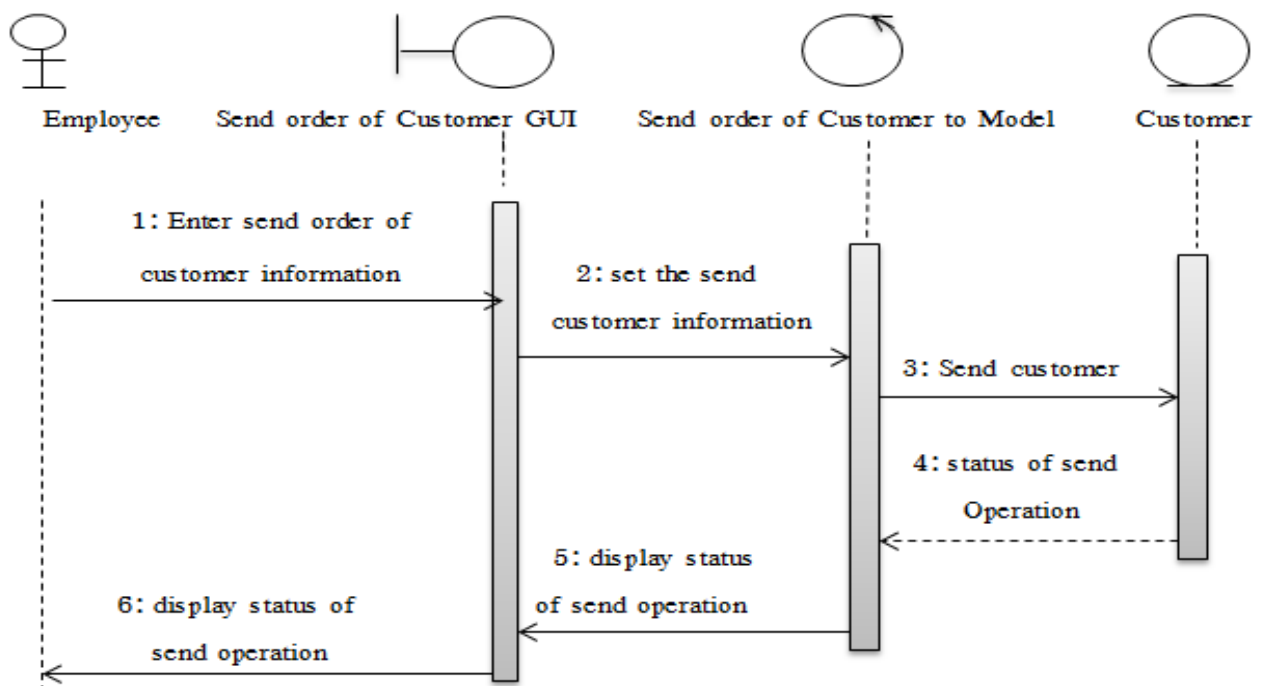 Employee
Send order of Customer GUI
Send order of Customer to Model
Customer
1: Enter send order of
customer information
2: set the send
customer information
3: Send customer
4: status of send
Operation
5: display status
of send operation
6: display status of
send operation